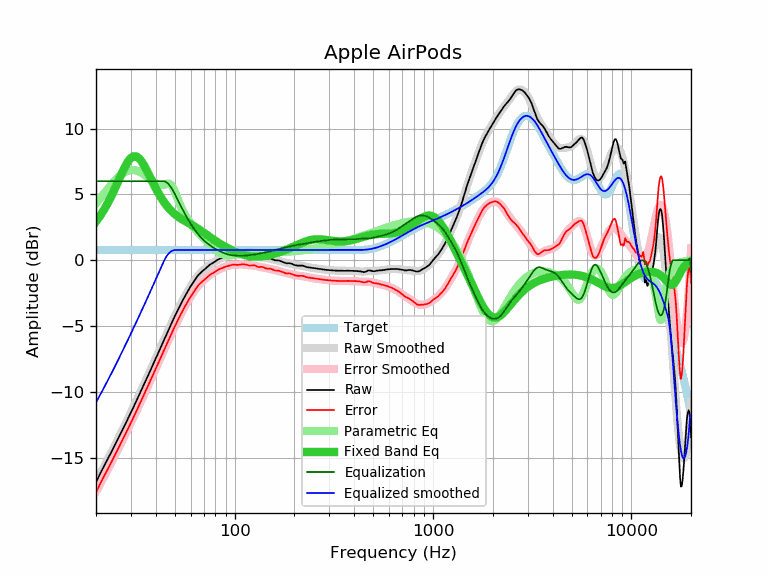 Apple AirPods
10
5
0
−5
−10
−15
Amplitude (dBr)
Target
Raw Smoothed
Error Smoothed
Raw
Error
Parametric Eq
Fixed Band Eq
Equalization
Equalized smoothed
100
1000
10000
Frequency (Hz)